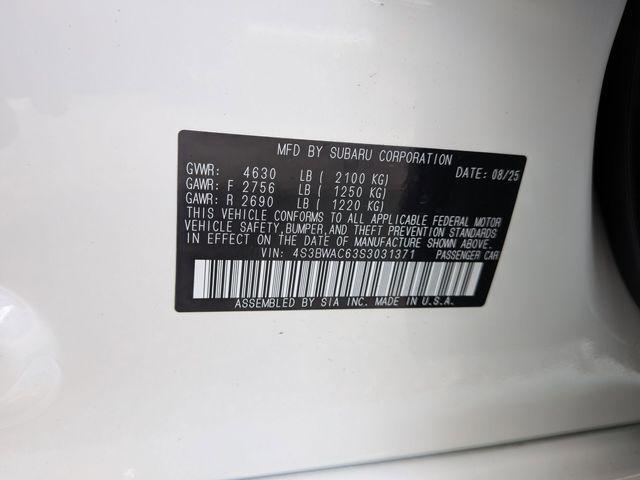 MFD BY SUBARU CORPORATION
GVWR: 4630 LB ( 2100 KG) DATE: 08/25
GAWR: F 2756 LB ( 1250 KG)
GAWR: R 2690 LB ( 1220 KG)
THIS VEHICLE CONFORMS TO ALL APPLICABLE FEDERAL MOTOR
VEHICLE SAFETY, BUMPER, AND THEFT PREVENTION STANDARDS
IN EFFECT ON THE DATE OF MANUFACTURE SHOWN ABOVE.
VIN: 4S3BWAC63S3031371 PASSENGER CAR
ASSEMBLED BY SIA INC. MADE IN U.S.A.